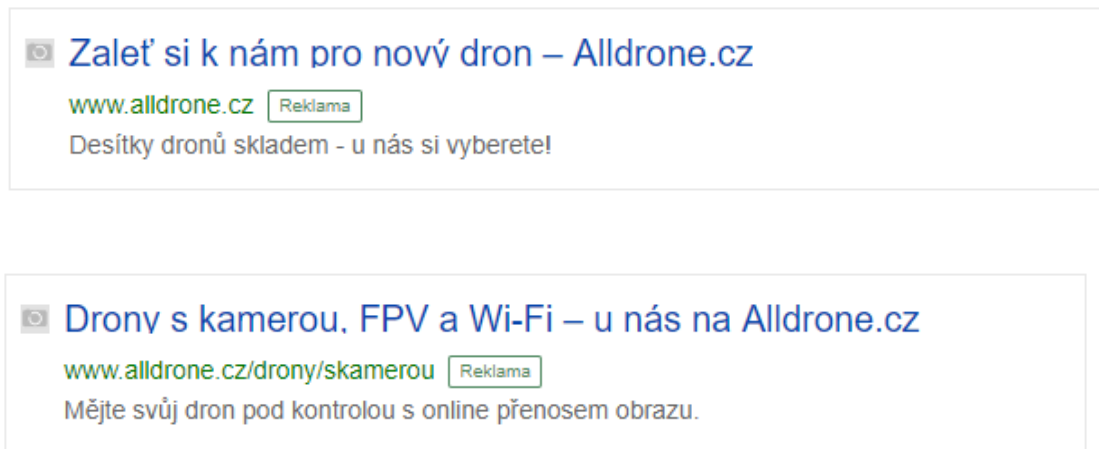 Zaleť si k nám pro nový dron – Alldrone.cz
www.alldrone.cz Reklama
Desítky dronů skladem - u nás si vyberete!
Drony s kamerou, FPV a Wi-Fi – u nás na Alldrone.cz
www.alldrone.cz/drony/skamerou Reklama
Mějte svůj dron pod kontrolou s online přenosem obrazu.